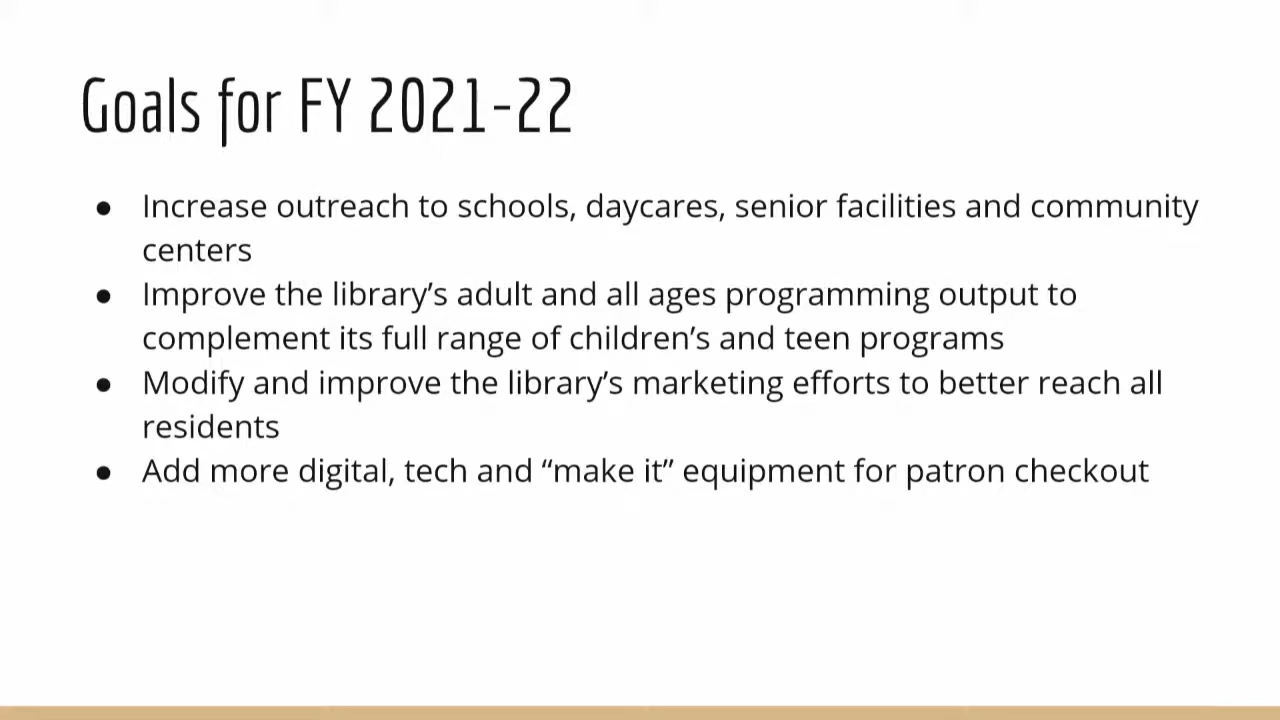 Goals for FY 2021-22
● Increase outreach to schools, daycares, senior facilities and community
centers
● Improve the library’s adult and all ages programming output to
complement its full range of children’s and teen programs
● Modify and improve the library’s marketing efforts to better reach all
residents
● Add more digital, tech and “make it” equipment for patron checkout